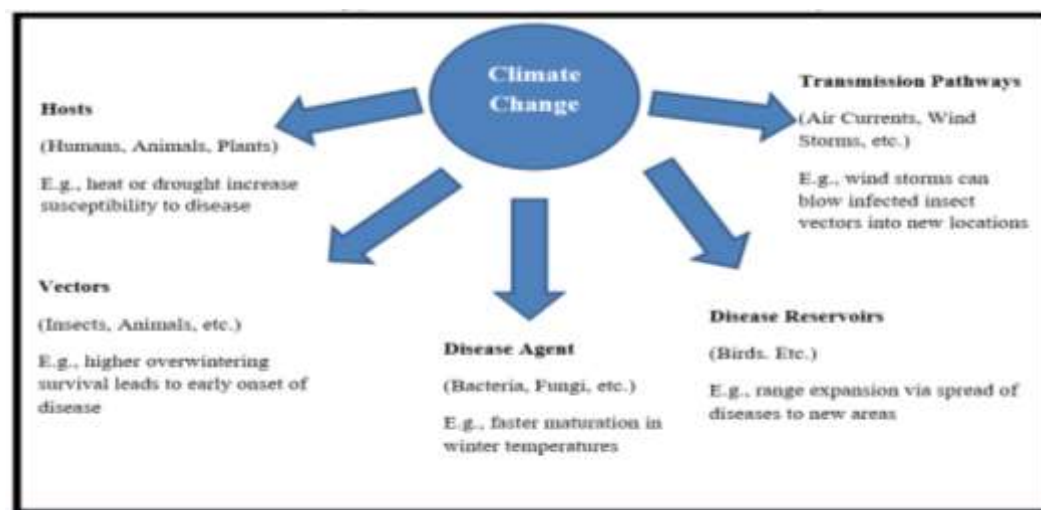 Climate
Change
Hosts
(Humans, Animals, Plants)
E.g., heat or drought increase
susceptibility to disease
Vectors
(Insects, Animals, etc.)
E.g., higher overwintering
survival leads to early onset of
disease
Disease Agent
(Bacteria, Fungi, etc.)
E.g., faster maturation in
winter temperatures
Disease Reservoirs
(Birds. Etc.)
E.g., range expansion via spread of
diseases to new areas
Transmission Pathways
(Air Currents, Wind
Storms, etc.)
E.g., wind storms can
blow infected insect
vectors into new locations